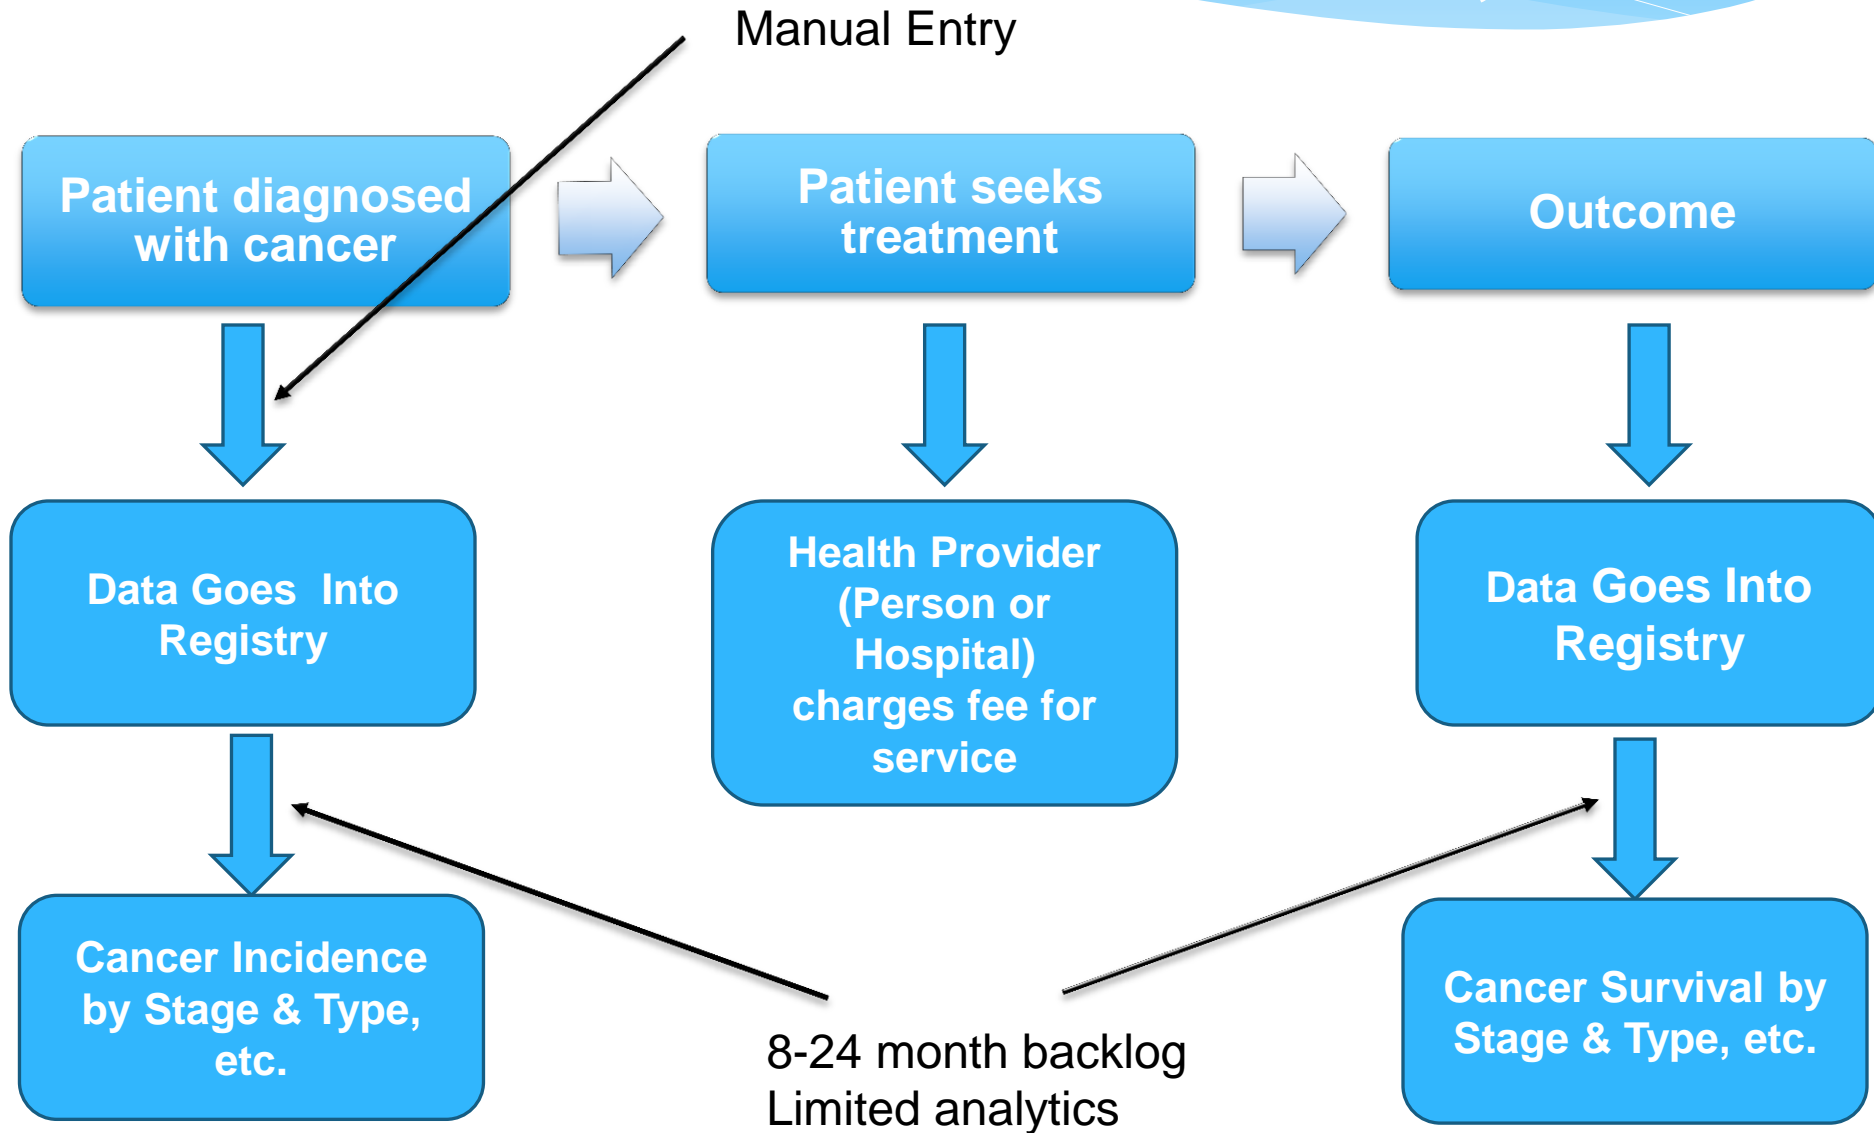 Manual Entry
Patient diagnosed
with cancer
Patient seeks
treatment
Outcome
Data Goes Into
Registry
Health Provider
(Person or
Hospital)
charges fee for
service
Data Goes Into
Registry
Cancer Incidence
by Stage & Type,
etc.
8-24 month backlog
Limited analytics
Cancer Survival by
Stage & Type, etc.